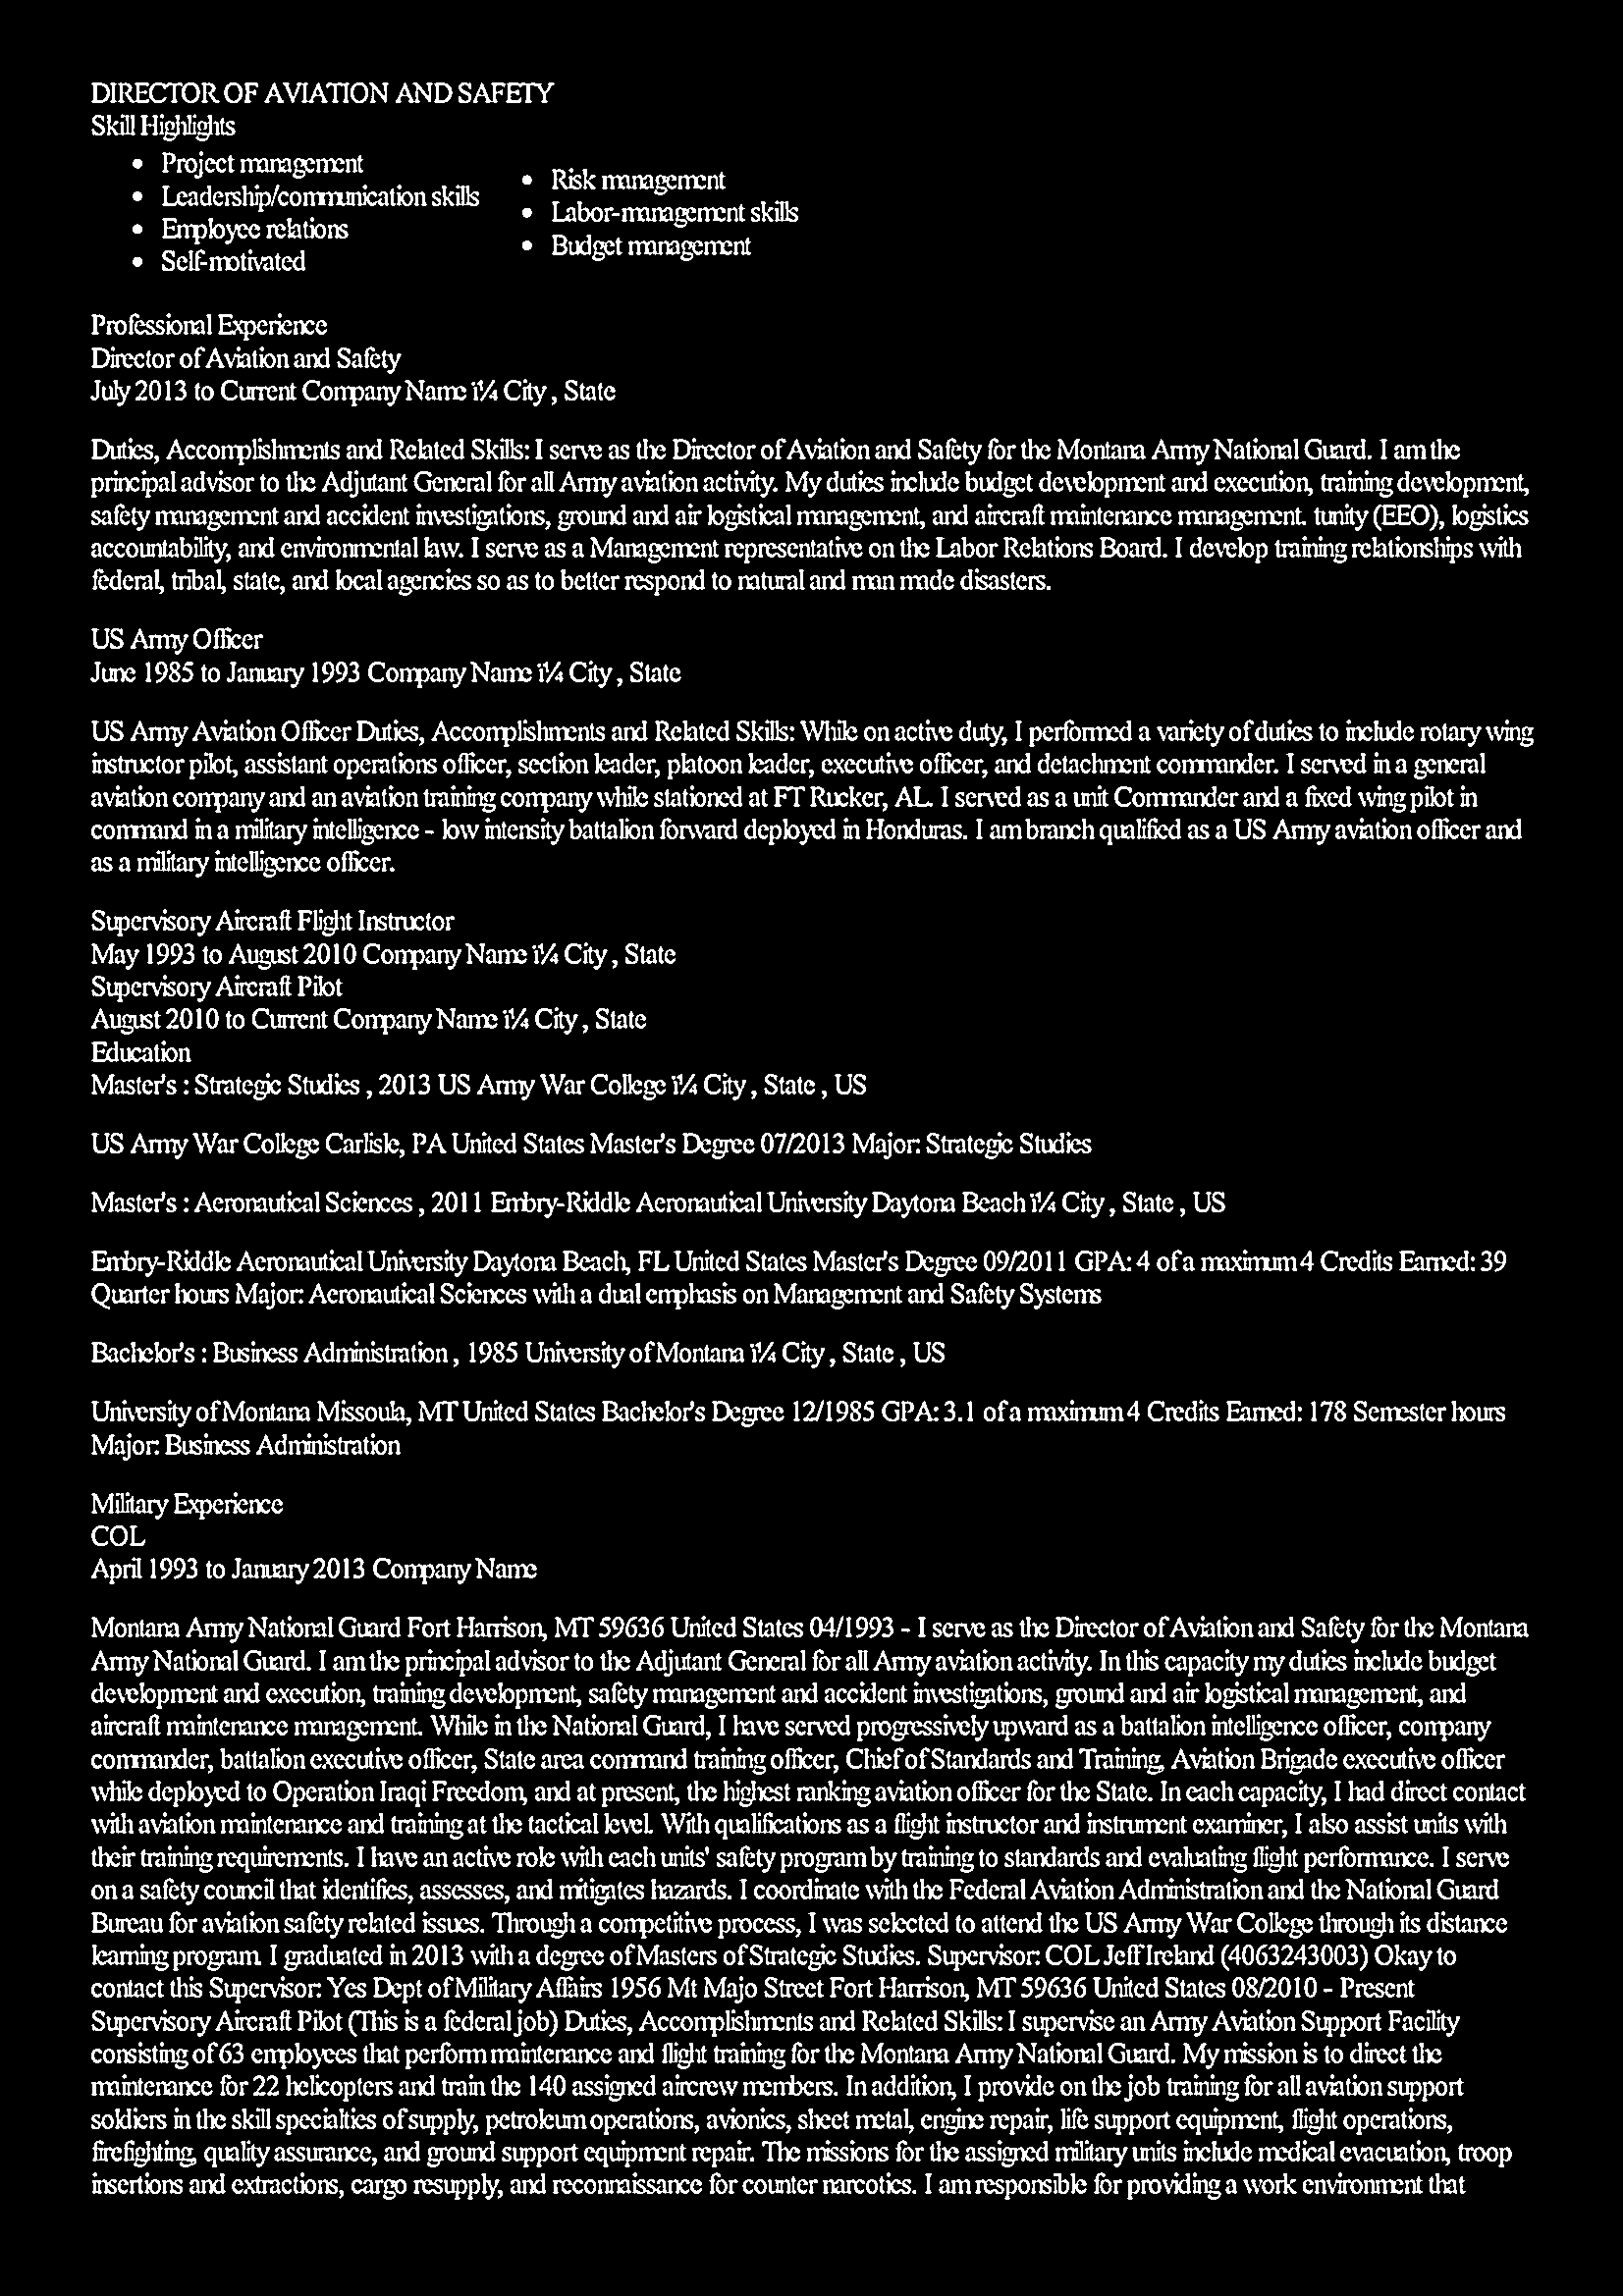 DIRECTOR OF AVIATION AND SAFETY
Skill Highlights
• Project management
• Leadership/communication skills
• Employee relations
• Self-motivated
• Risk management
• Labor-management skills
• Budget management
Professional Experience
Director of Aviation and Safety
July 2013 to Current Company Name ï¼ City , State
Duties, Accomplishments and Related Skills: I serve as the Director of Aviation and Safety for the Montana Army National Guard. I am the
principal advisor to the Adjutant General for all Army aviation activity. My duties include budget development and execution, training development,
safety management and accident investigations, ground and air logistical management, and aircraft maintenance management. tunity (EEO), logistics
accountability, and environmental law. I serve as a Management representative on the Labor Relations Board. I develop training relationships with
federal, tribal, state, and local agencies so as to better respond to natural and man made disasters.
US Army Officer
June 1985 to January 1993 Company Name ï¼ City , State
US Army Aviation Officer Duties, Accomplishments and Related Skills: While on active duty, I performed a variety of duties to include rotary wing
instructor pilot, assistant operations officer, section leader, platoon leader, executive officer, and detachment commander. I served in a general
aviation company and an aviation training company while stationed at FT Rucker, AL. I served as a unit Commander and a fixed wing pilot in
command in a military intelligence - low intensity battalion forward deployed in Honduras. I am branch qualified as a US Army aviation officer and
as a military intelligence officer.
Supervisory Aircraft Flight Instructor
May 1993 to August 2010 Company Name ï¼ City , State
Supervisory Aircraft Pilot
August 2010 to Current Company Name ï¼ City , State
Education
Master's : Strategic Studies , 2013 US Army War College ï¼ City , State , US
US Army War College Carlisle, PA United States Master's Degree 07/2013 Major: Strategic Studies
Master's : Aeronautical Sciences , 2011 Embry-Riddle Aeronautical University Daytona Beach ï¼ City , State , US
Embry-Riddle Aeronautical University Daytona Beach, FL United States Master's Degree 09/2011 GPA: 4 of a maximum 4 Credits Earned: 39
Quarter hours Major: Aeronautical Sciences with a dual emphasis on Management and Safety Systems
Bachelor's : Business Administration , 1985 University of Montana ï¼ City , State , US
University of Montana Missoula, MT United States Bachelor's Degree 12/1985 GPA: 3.1 of a maximum 4 Credits Earned: 178 Semester hours
Major: Business Administration
Military Experience
COL
April 1993 to January 2013 Company Name
Montana Army National Guard Fort Harrison, MT 59636 United States 04/1993 - I serve as the Director of Aviation and Safety for the Montana
Army National Guard. I am the principal advisor to the Adjutant General for all Army aviation activity. In this capacity my duties include budget
development and execution, training development, safety management and accident investigations, ground and air logistical management, and
aircraft maintenance management. While in the National Guard, I have served progressively upward as a battalion intelligence officer, company
commander, battalion executive officer, State area command training officer, Chief of Standards and Training, Aviation Brigade executive officer
while deployed to Operation Iraqi Freedom, and at present, the highest ranking aviation officer for the State. In each capacity, I had direct contact
with aviation maintenance and training at the tactical level. With qualifications as a flight instructor and instrument examiner, I also assist units with
their training requirements. I have an active role with each units' safety program by training to standards and evaluating flight performance. I serve
on a safety council that identifies, assesses, and mitigates hazards. I coordinate with the Federal Aviation Administration and the National Guard
Bureau for aviation safety related issues. Through a competitive process, I was selected to attend the US Army War College through its distance
learning program. I graduated in 2013 with a degree of Masters of Strategic Studies. Supervisor: COL Jeff Ireland (4063243003) Okay to
contact this Supervisor: Yes Dept of Military Affairs 1956 Mt Majo Street Fort Harrison, MT 59636 United States 08/2010 - Present
Supervisory Aircraft Pilot (This is a federal job) Duties, Accomplishments and Related Skills: I supervise an Army Aviation Support Facility
consisting of 63 employees that perform maintenance and flight training for the Montana Army National Guard. My mission is to direct the
maintenance for 22 helicopters and train the 140 assigned aircrew members. In addition, I provide on the job training for all aviation support
soldiers in the skill specialties of supply, petroleum operations, avionics, sheet metal, engine repair, life support equipment, flight operations,
firefighting, quality assurance, and ground support equipment repair. The missions for the assigned military units include medical evacuation, troop
insertions and extractions, cargo resupply, and reconnaissance for counter narcotics. I am responsible for providing a work environment that